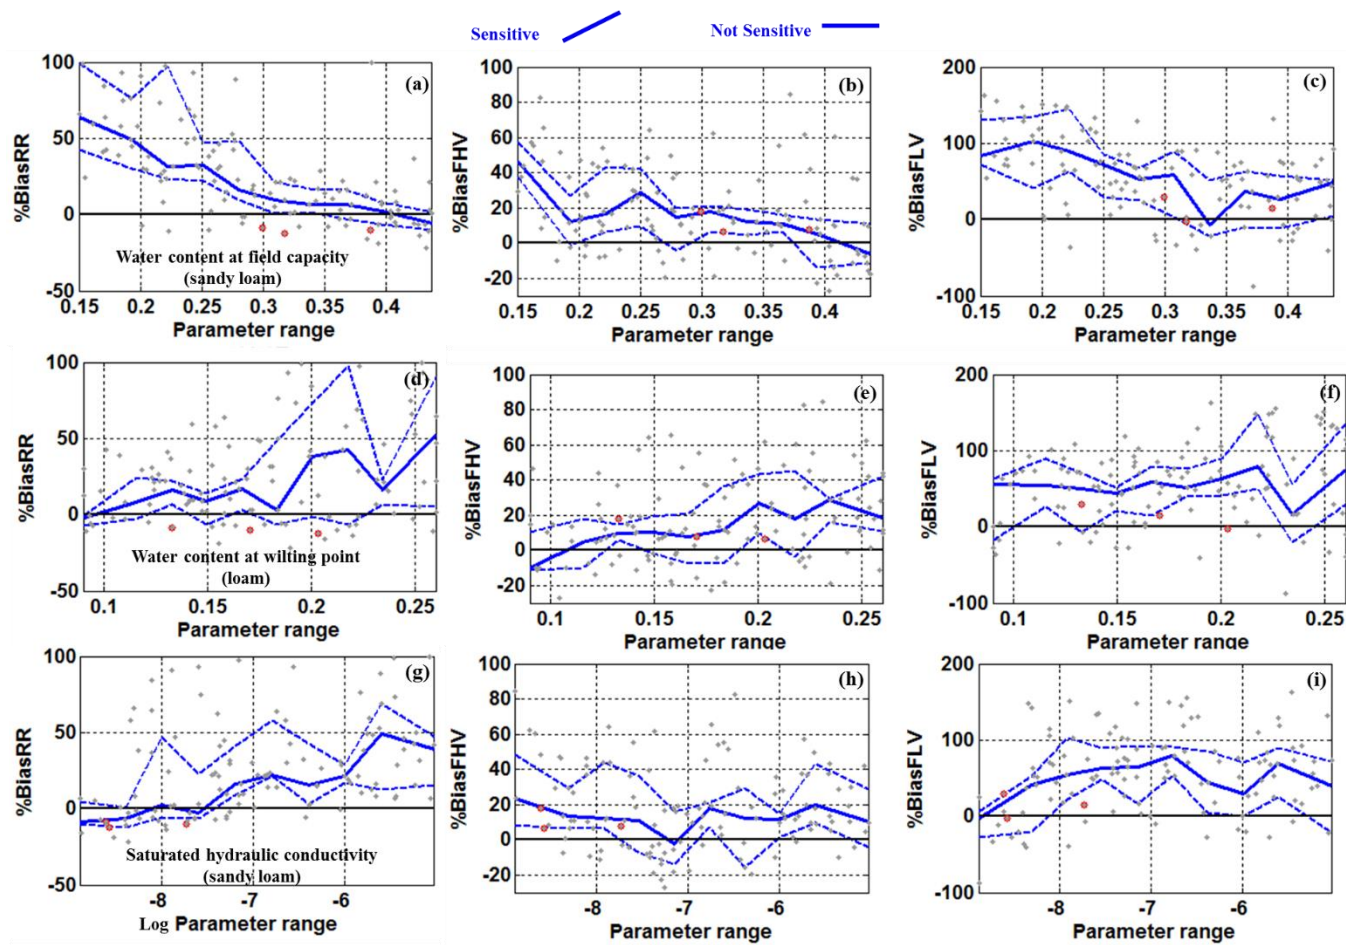 Sensitive Not Sensitive
100 50 0 -50
%BiasRR
(a)
Water content at field capacity
(sandy loam)
0.15 0.2 0.25 0.3 0.35 0.4
Parameter range
100 80 60 40 20 0 -20
%BiasFHV
(b)
0.15 0.2 0.25 0.3 0.35 0.4
Parameter range
200 100 0 -100
%BiasFLV
(c)
0.15 0.2 0.25 0.3 0.35 0.4
Parameter range
100 50 0 -50
%BiasRR
(d)
Water content at wilting point
(loam)
0.1 0.15 0.2 0.25
Parameter range
100 80 60 40 20 0 -20
%BiasFHV
(e)
0.1 0.15 0.2 0.25
Parameter range
200 100 0 -100
%BiasFLV
(f)
0.1 0.15 0.2 0.25
Parameter range
100 50 0 -50
%BiasRR
(g)
Saturated hydraulic conductivity
(sandy loam)
-8 -7 -6
Log Parameter range
100 80 60 40 20 0 -20
%BiasFHV
(h)
-8 -7 -6
Parameter range
200 100 0 -100
%BiasFLV
(i)
-8 -7 -6
Parameter range